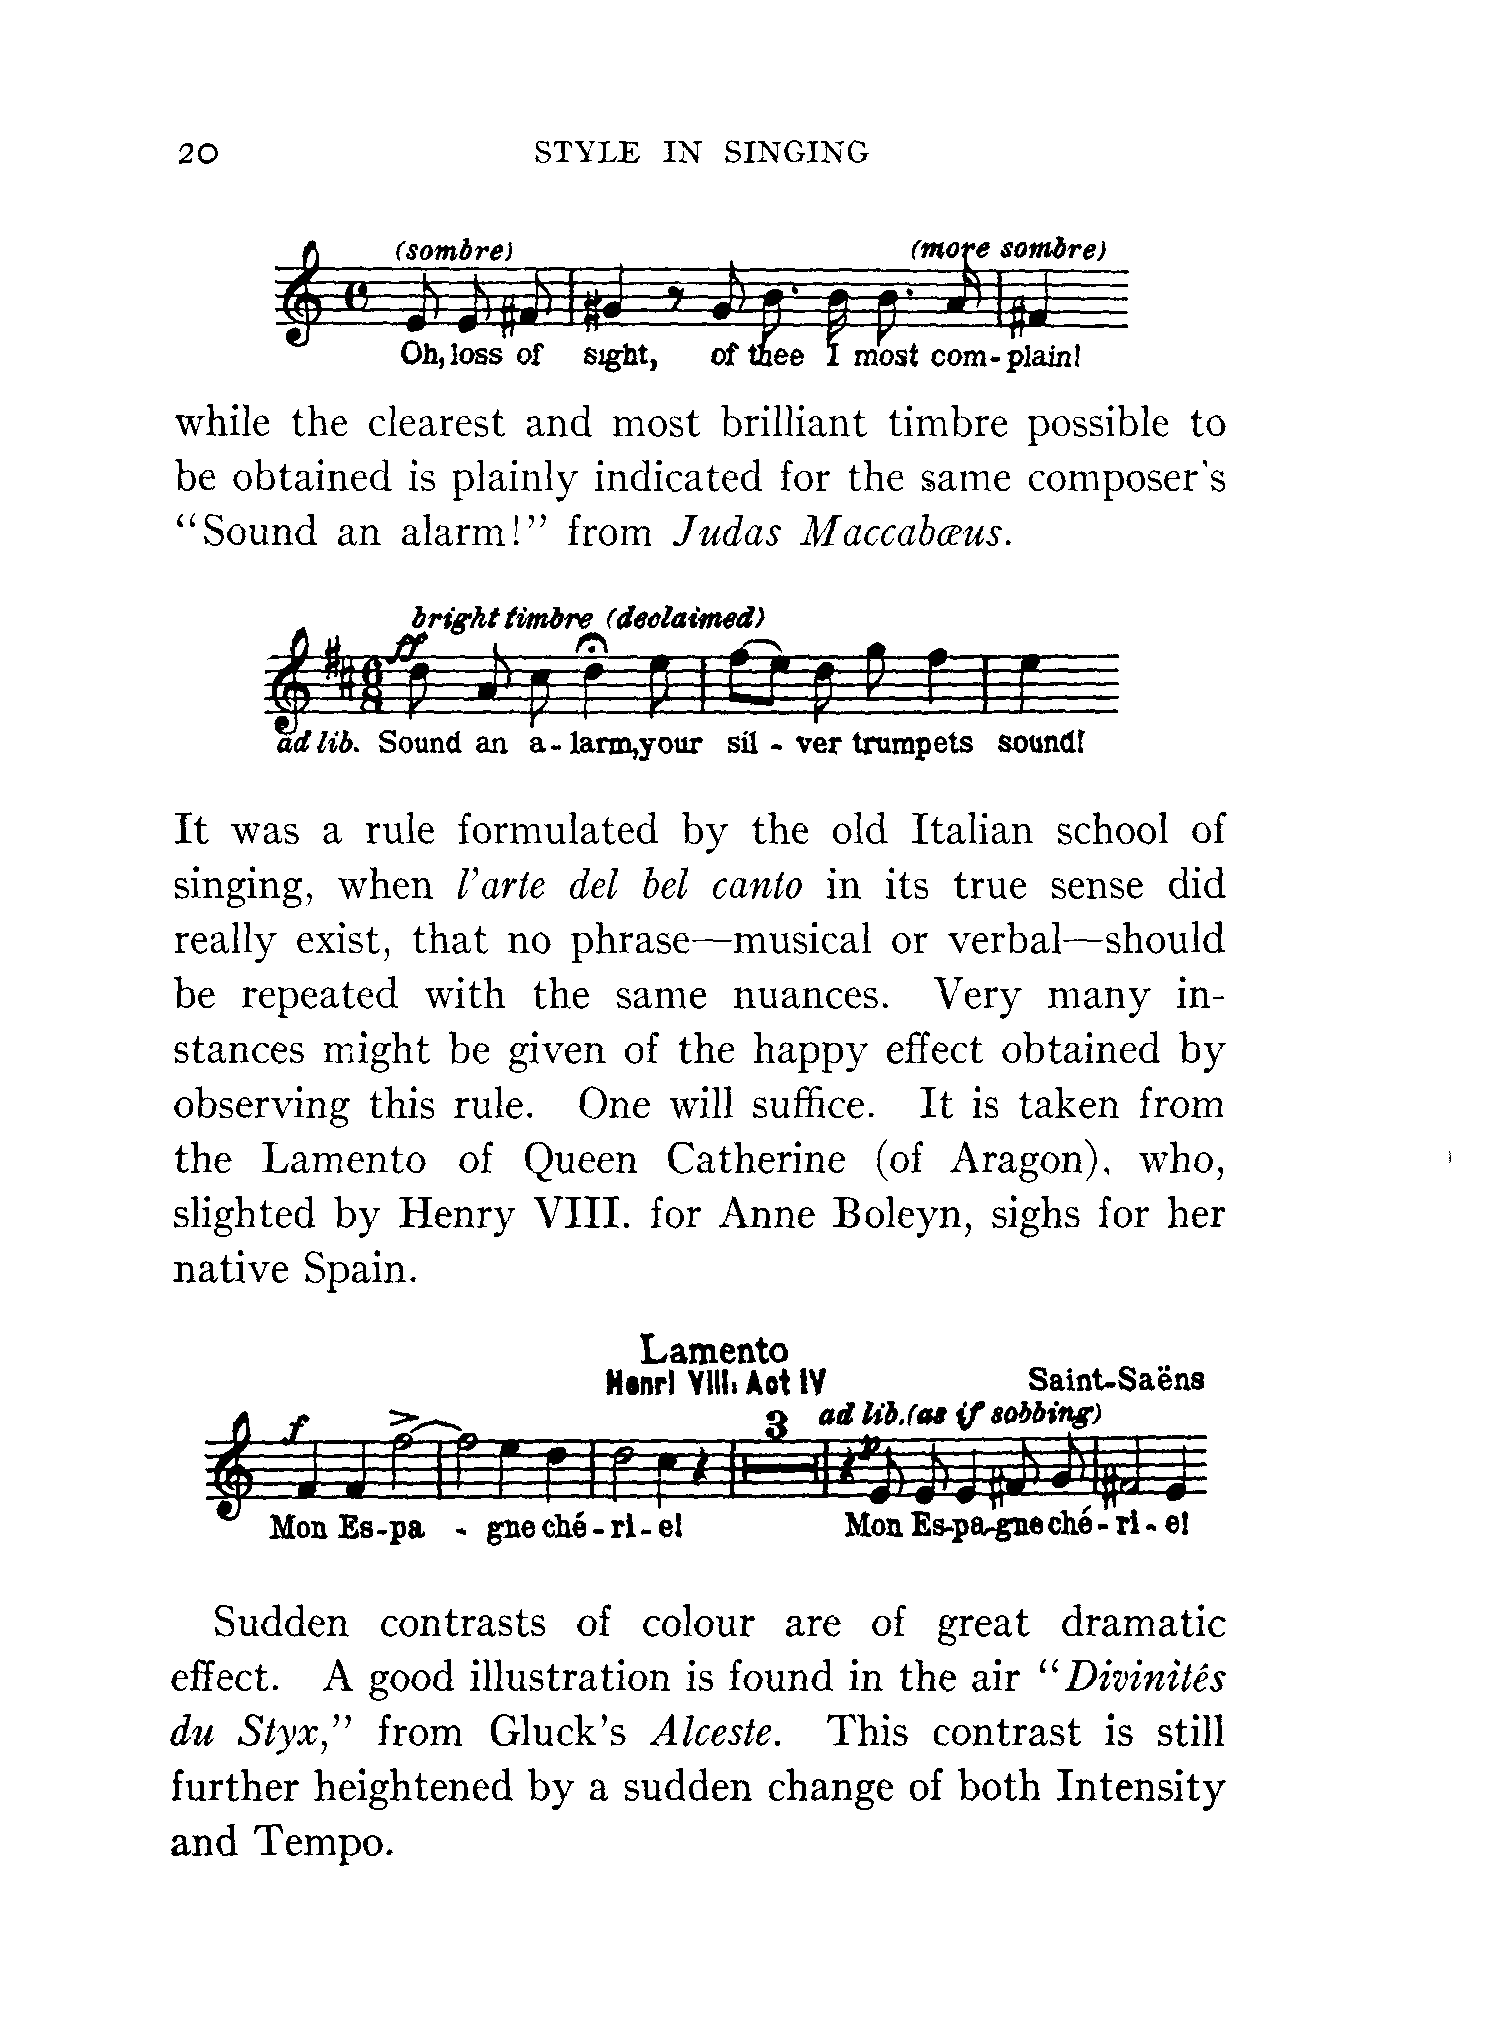 20 STYLE IN SINGING
(sombre) (more sombre)
Oh, loss of sight, of thee I most com-plain!
while the clearest and most brilliant timbre possible to
be obtained is plainly indicated for the same composer's
“Sound an alarm!” from Judas Maccabæus.
bright timbre (declaimed)
ff
ad lib. Sound an a-larm, your sil - ver trumpets sound!
It was a rule formulated by the old Italian school of
singing, when l’arte del bel canto in its true sense did
really exist, that no phrase—musical or verbal—should
be repeated with the same nuances. Very many in-
stances might be given of the happy effect obtained by
observing this rule. One will suffice. It is taken from
the Lamento of Queen Catherine (of Aragon), who,
slighted by Henry VIII. for Anne Boleyn, sighs for her
native Spain.
Lamento
Henri VIII: Act IV Saint-Saëns
f 3 ad lib. (as if sobbing)
p
Mon Es-pa - gne ché-ri-e! Mon Es-pa-gne ché-ri-e!
Sudden contrasts of colour are of great dramatic
effect. A good illustration is found in the air “Divinités
du Styx,” from Gluck’s Alceste. This contrast is still
further heightened by a sudden change of both Intensity
and Tempo.